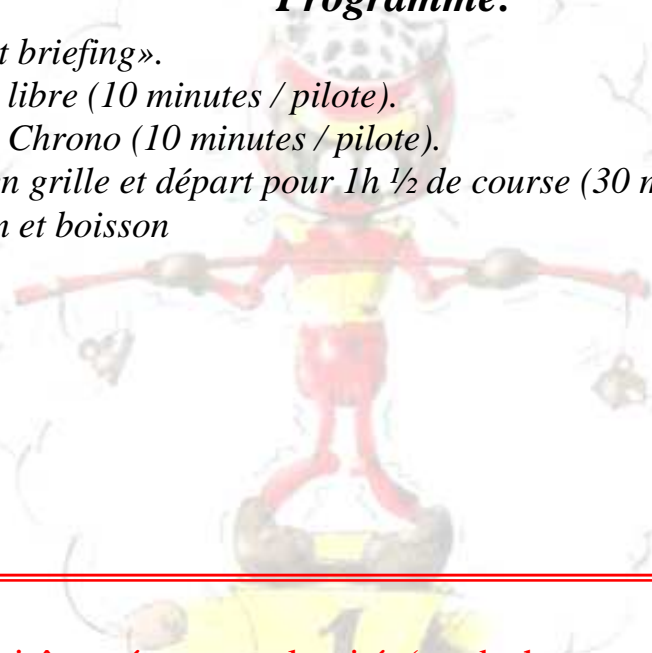 Programme:
t briefing».
libre (10 minutes / pilote).
Chrono (10 minutes / pilote).
n grille et départ pour 1h ½ de course (30 m
n et boisson
1